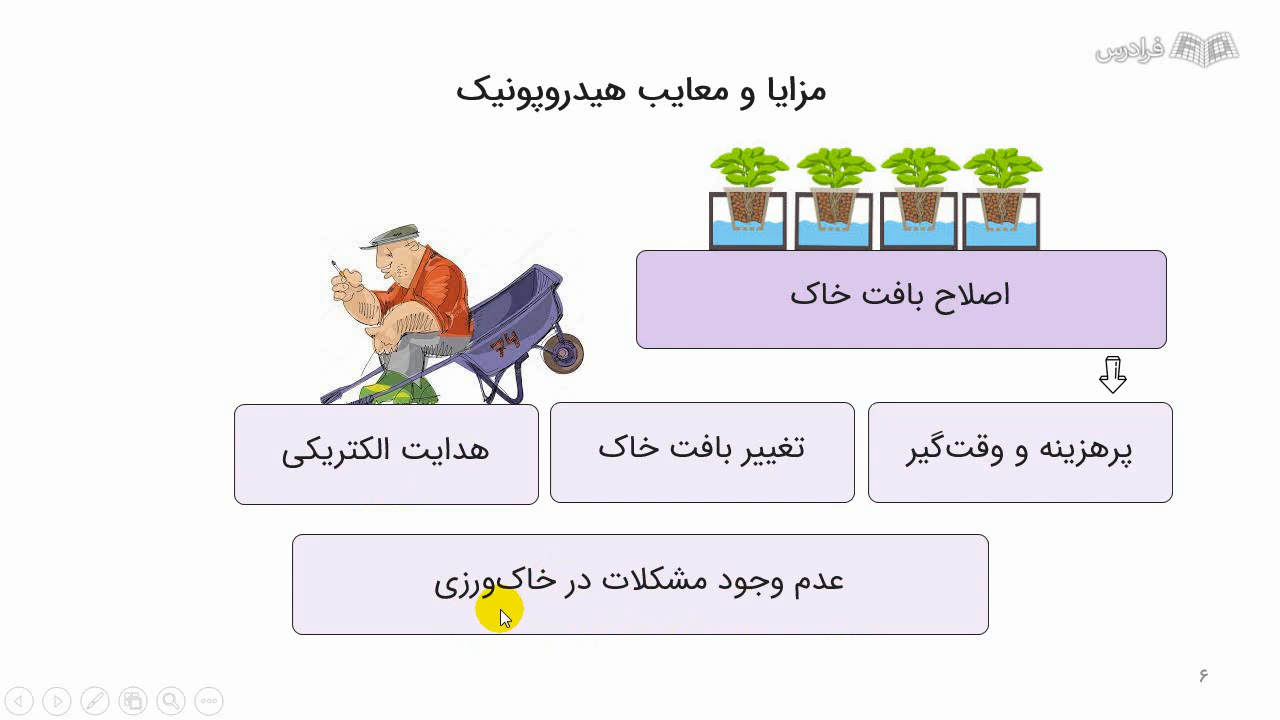 فرادرس
مزایا و معایب هیدروپونیک
اصلاح بافت خاک
پرهزینه و وقت‌گیر
تغییر بافت خاک
هدایت الکتریکی
عدم وجود مشکلات در خاک‌ورزی
۶